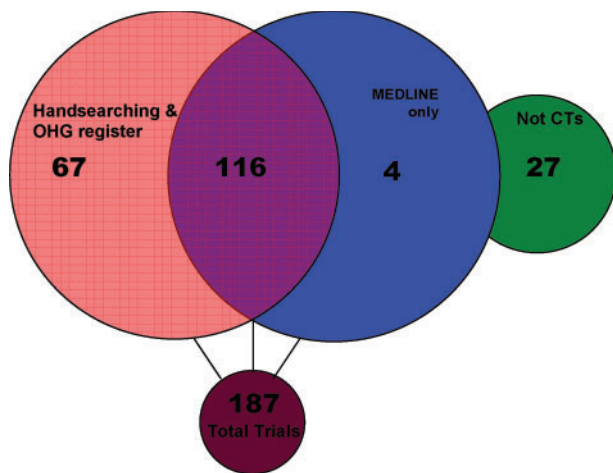 Handsearching &
OHG register
67
116
MEDLINE
only
4
Not CTs
27
187
Total Trials